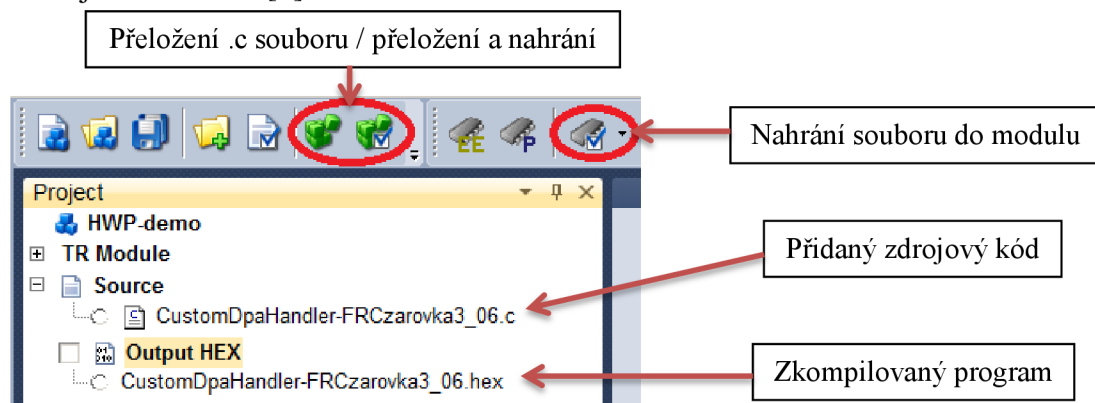 Přeložení .c souboru / přeložení a nahrání
EE
P
Nahrání souboru do modulu
Project
HWP-demo
TR Module
Přidaný zdrojový kód
Source
CustomDpaHandler-FRCzarovka3_06.c
Output HEX
Zkompilovaný program
CustomDpaHandler-FRCzarovka3_06.hex